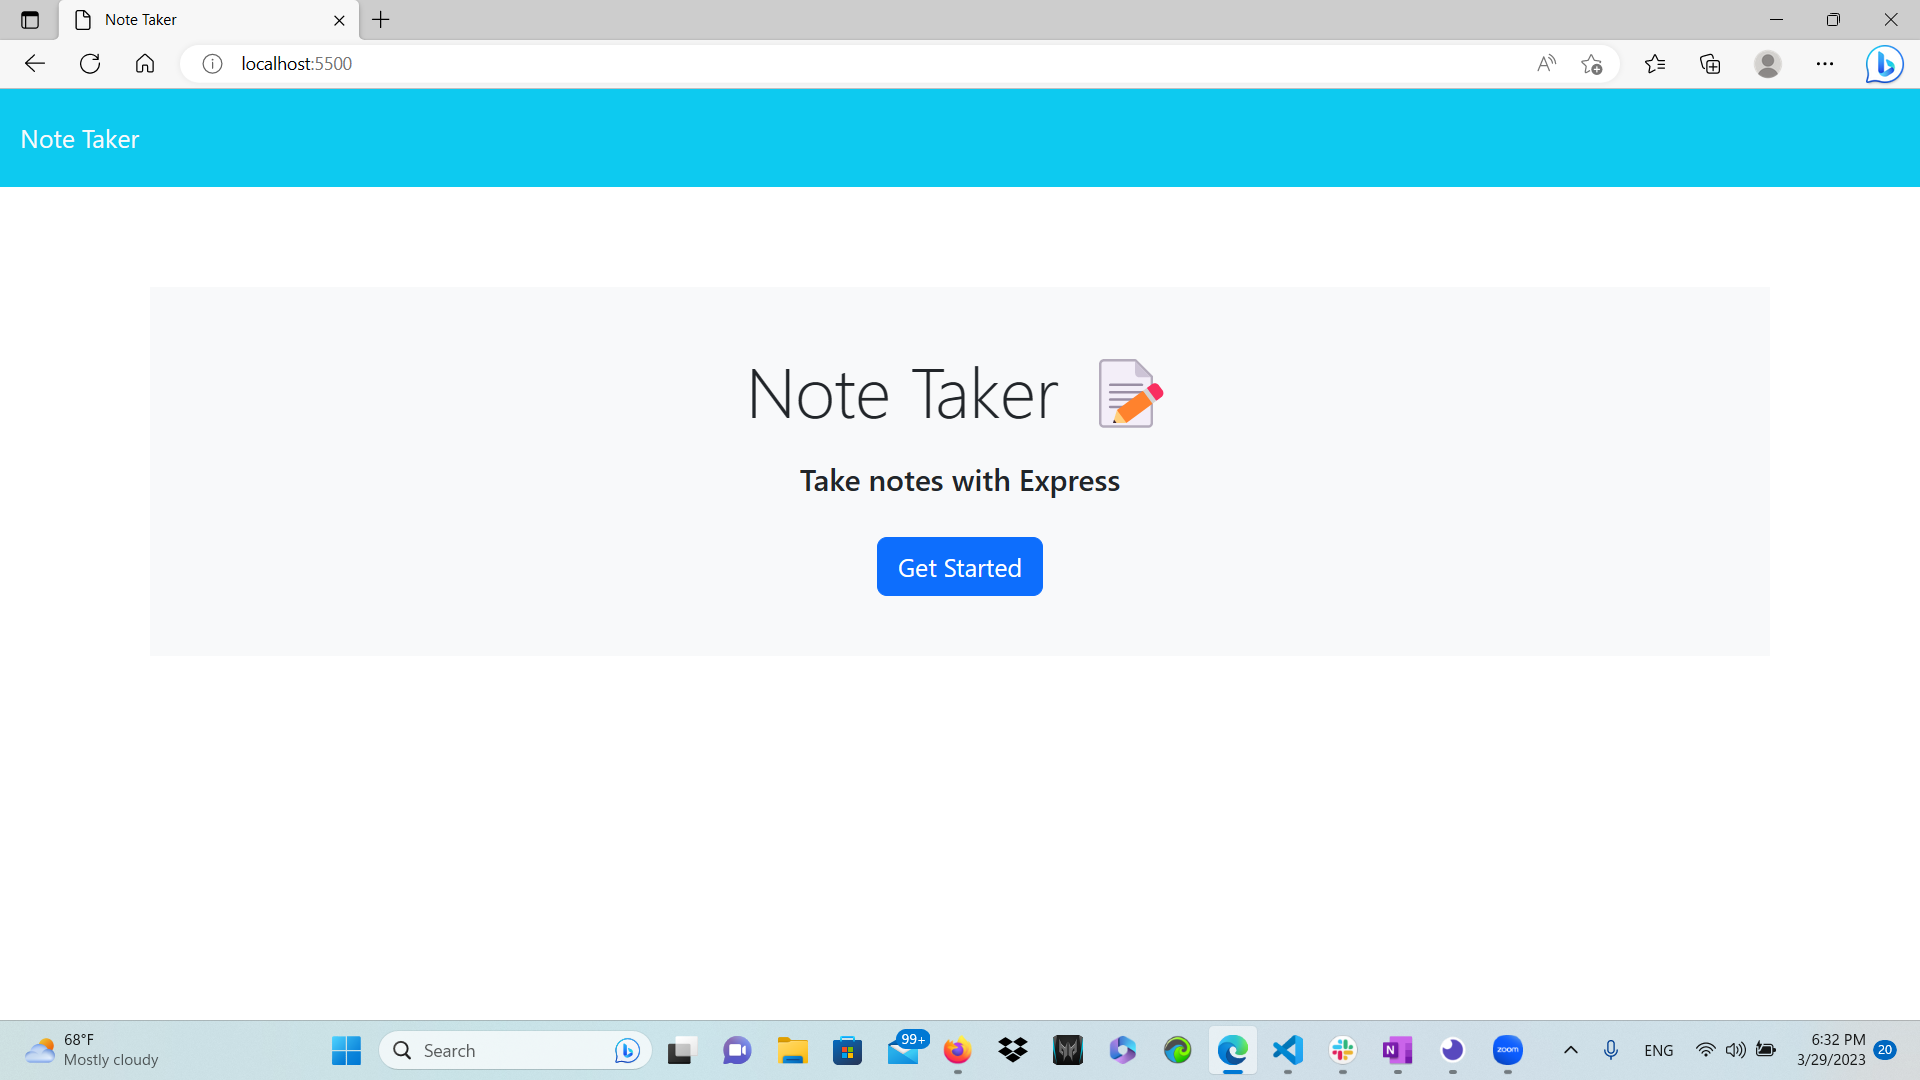 Note Taker
localhost:5500
Note Taker
Note Taker
Take notes with Express
Get Started
68°F
Mostly cloudy
Search
99+
zoom
ENG
6:32 PM
3/29/2023
20